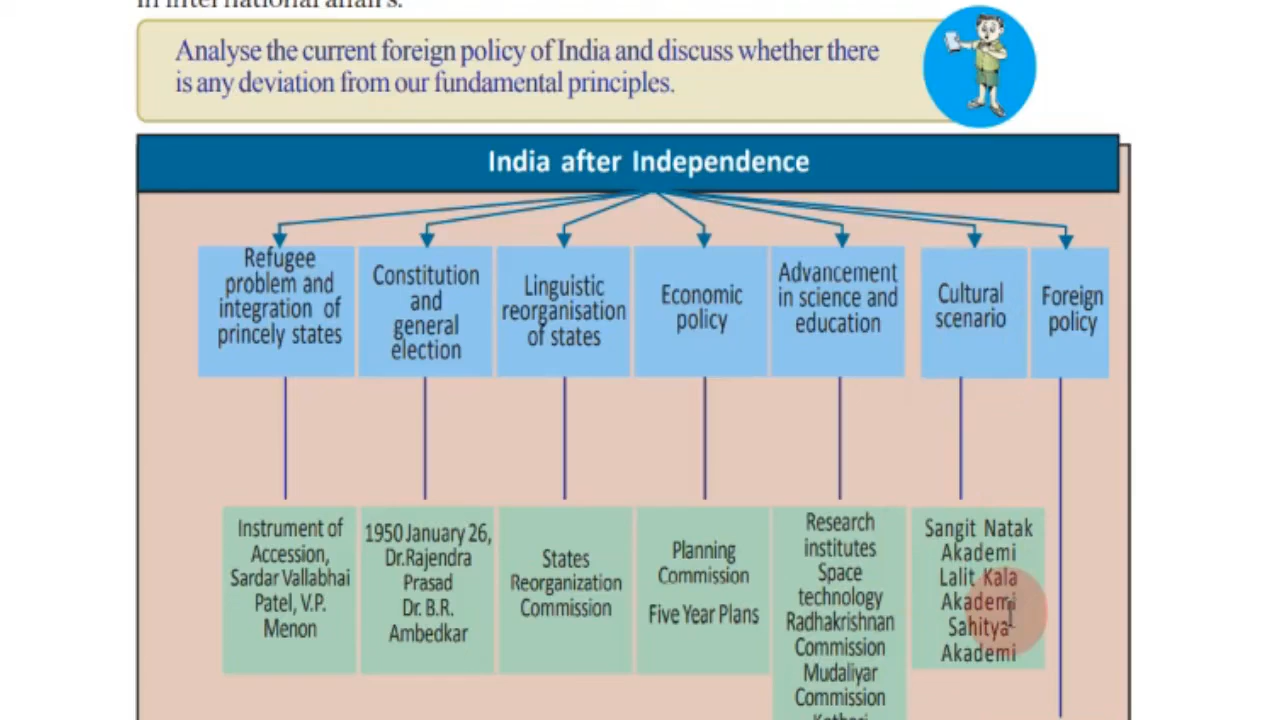 in international affairs.
Analyse the current foreign policy of India and discuss whether there
is any deviation from our fundamental principles.
India after Independence
Refugee
problem and
integration of
princely states
Constitution
and
general
election
Linguistic
reorganisation
of states
Economic
policy
Advancement
in science and
education
Cultural
scenario
Foreign
policy
Instrument of
Accession,
Sardar Vallabhai
Patel, V.P.
Menon
1950 January 26,
Dr.Rajendra
Prasad
Dr. B.R.
Ambedkar
States
Reorganization
Commission
Planning
Commission
Five Year Plans
Research
institutes
Space
technology
Radhakrishnan
Commission
Mudaliyar
Commission
Sangit Natak
Akademi
Lalit Kala
Akademi
Sahitya
Akademi